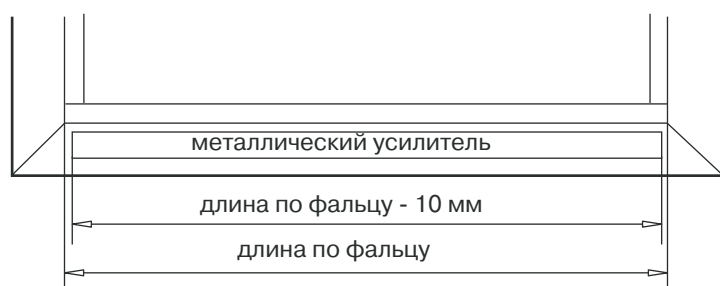 металлический усилитель
длина по фальцу - 10 мм
длина по фальцу